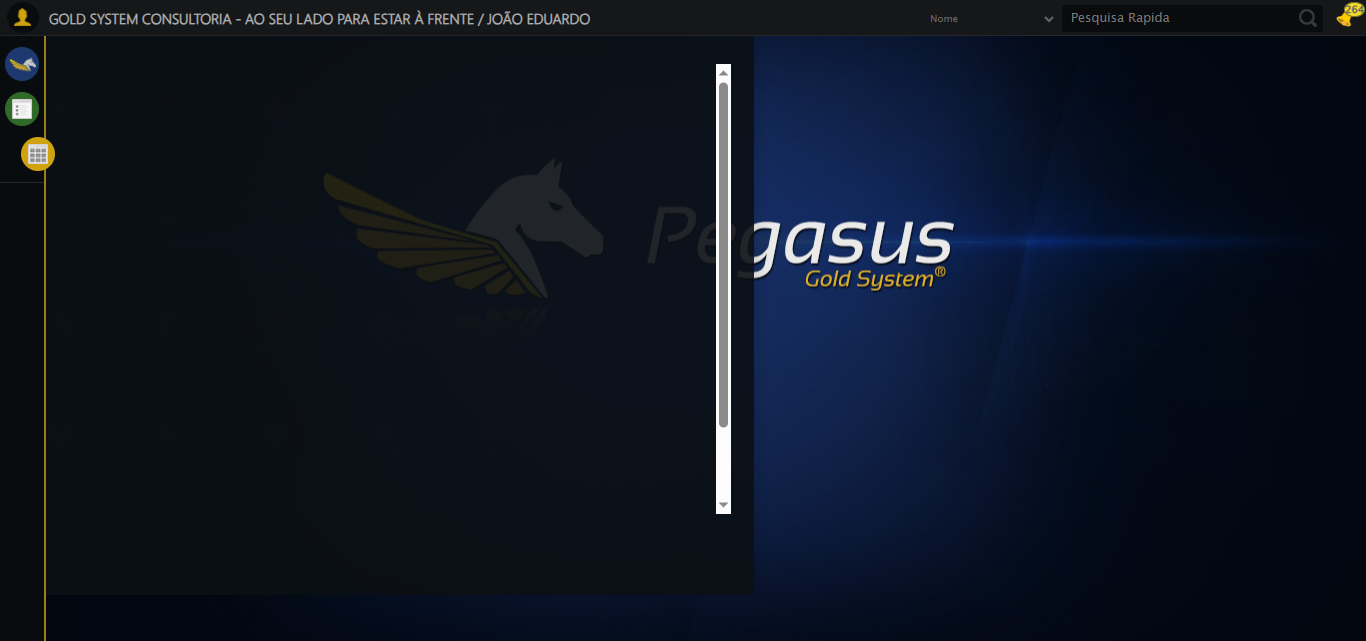 GOLD SYSTEM CONSULTORIA - AO SEU LADO PARA ESTAR À FRENTE / JOÃO EDUARDO
Nome
Pesquisa Rapida
264
Pegasus
Gold System®